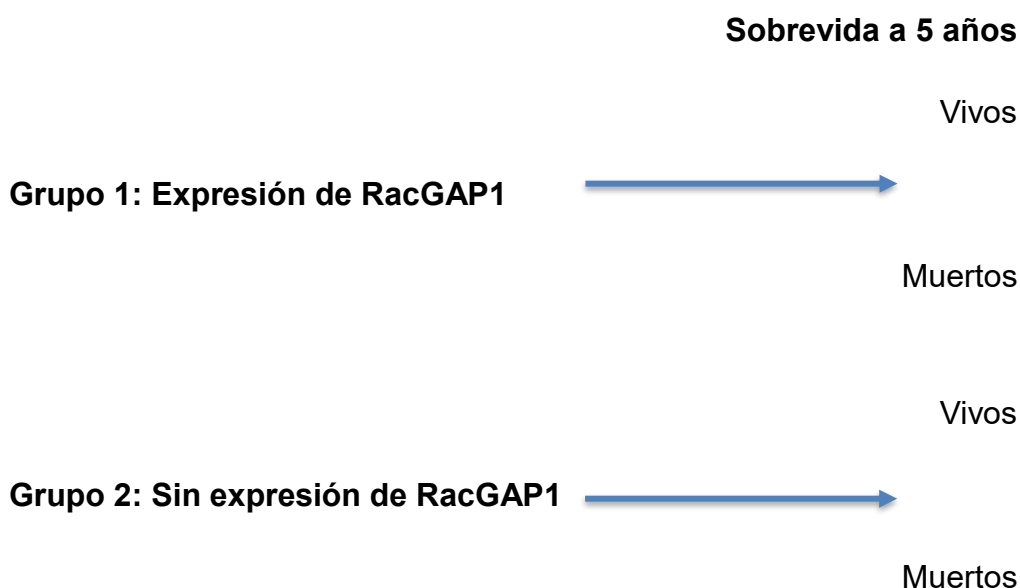 Sobrevida a 5 años
Vivos
Grupo 1: Expresión de RacGAP1
Muertos
Vivos
Grupo 2: Sin expresión de RacGAP1
Muertos